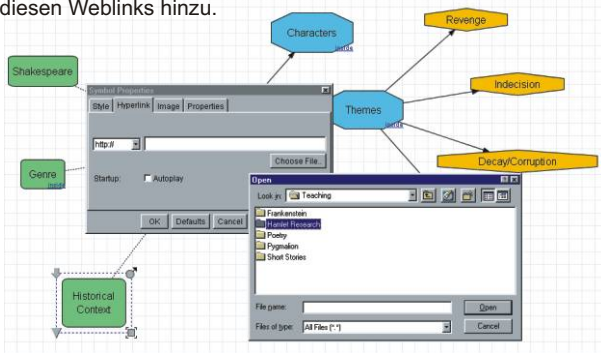 diesen Weblinks hinzu.
Characters
Revenge
Shakespeare
Symbol Properties
Style Hyperlink Image Properties
Indecision
Themes
http://
Choose File...
Decay/Corruption
Genre
Startup: Autoplay
OK Defaults Cancel
Open
Look in: Teaching
Frankenstein
Hamlet Research
Poetry
Pygmalion
Short Stories
Historical
Context
File name: Open
Files of type: All Files (*.*) Cancel